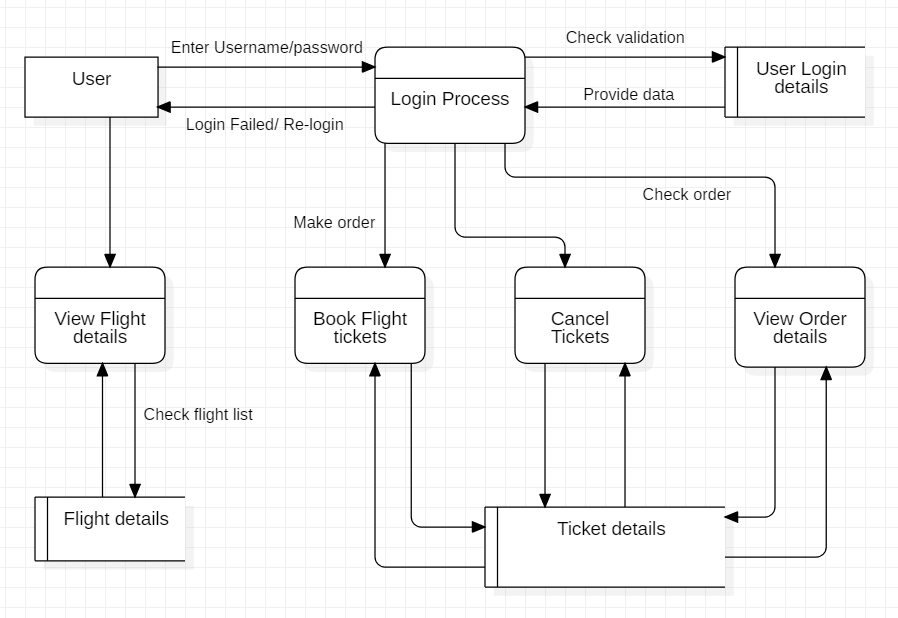 Enter Username/password
Check validation
User
User Login
details
Login Process
Provide data
Login Failed/ Re-login
Check order
Make order
View Flight
details
Book Flight
tickets
Cancel
Tickets
View Order
details
Check flight list
Flight details
Ticket details